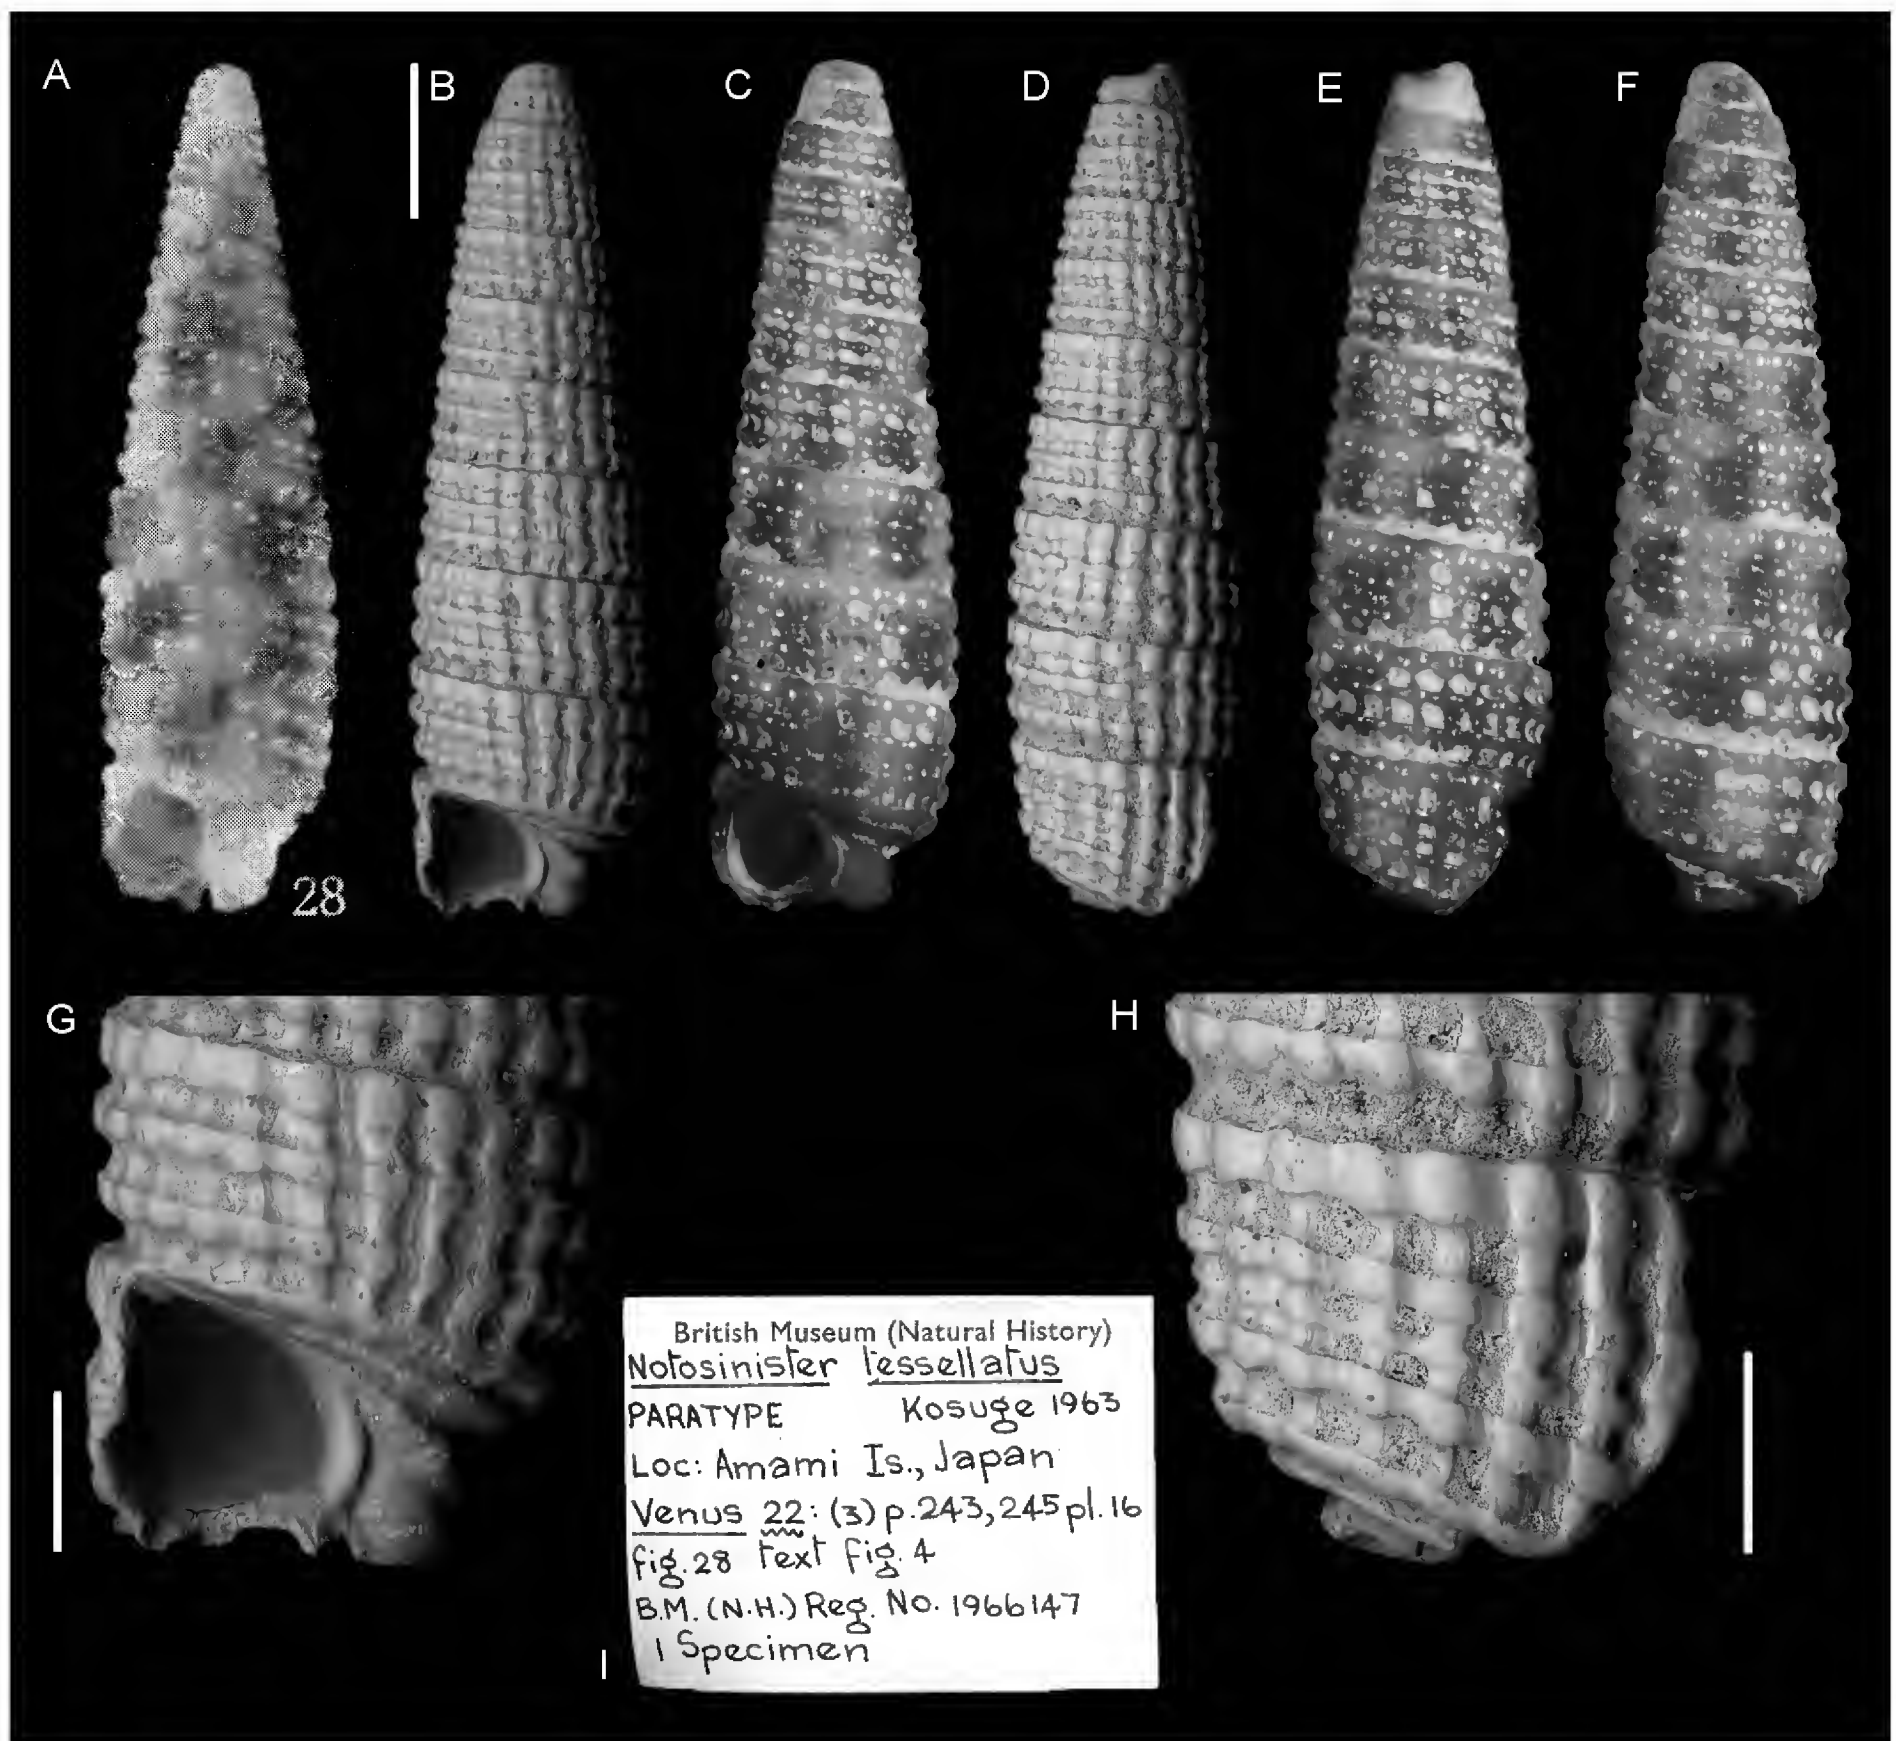 A
B
C
D
E
F
28
G
H
British Museum (Natural History)
Notosinister tessellatus
PARATYPE Kosuge 1963
Loc: Amami Is., Japan
Venus 22: (3) p.243, 245 pl. 16
fig. 28 text fig. 4
B.M. (N.H.) Reg. No. 1966147
1 Specimen
I